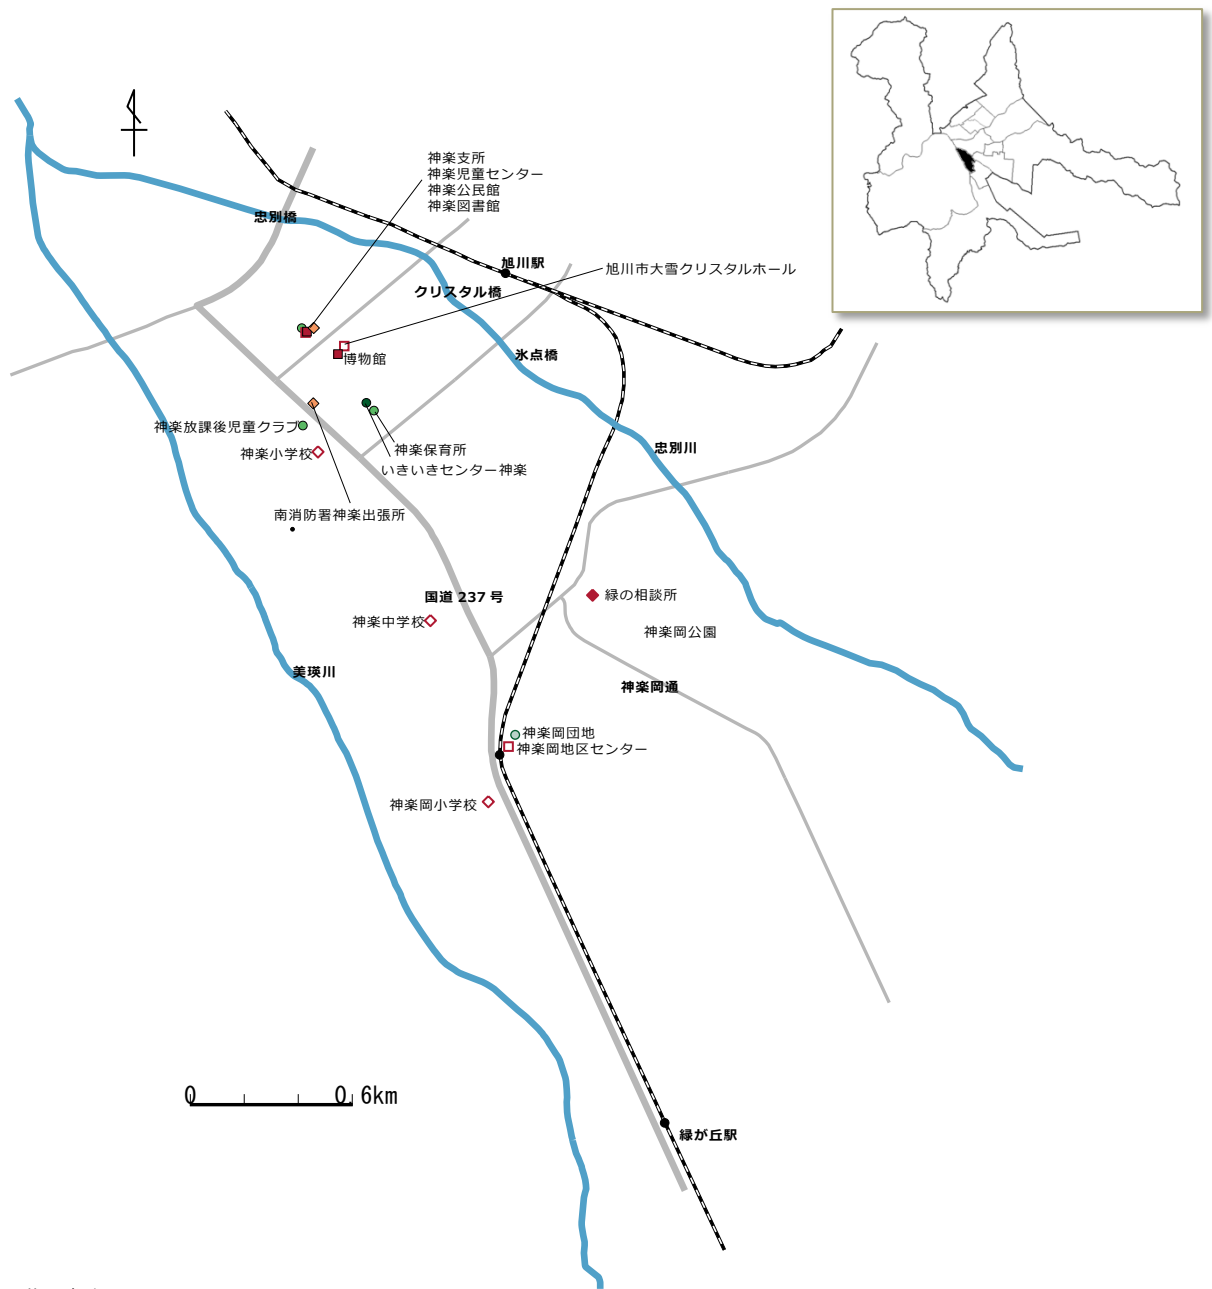 神楽支所
神楽児童センター
神楽公民館
神楽図書館
忠別橋
旭川駅
旭川市大雪クリスタルホール
クリスタル橋
氷点橋
博物館
神楽放課後児童クラブ
神楽小学校
神楽保育所
いきいきセンター神楽
忠別川
南消防署神楽出張所
国道 237 号
緑の相談所
神楽中学校
神楽岡公園
美瑛川
神楽岡通
神楽岡団地
神楽岡地区センター
神楽岡小学校
0 0.6km
緑が丘駅